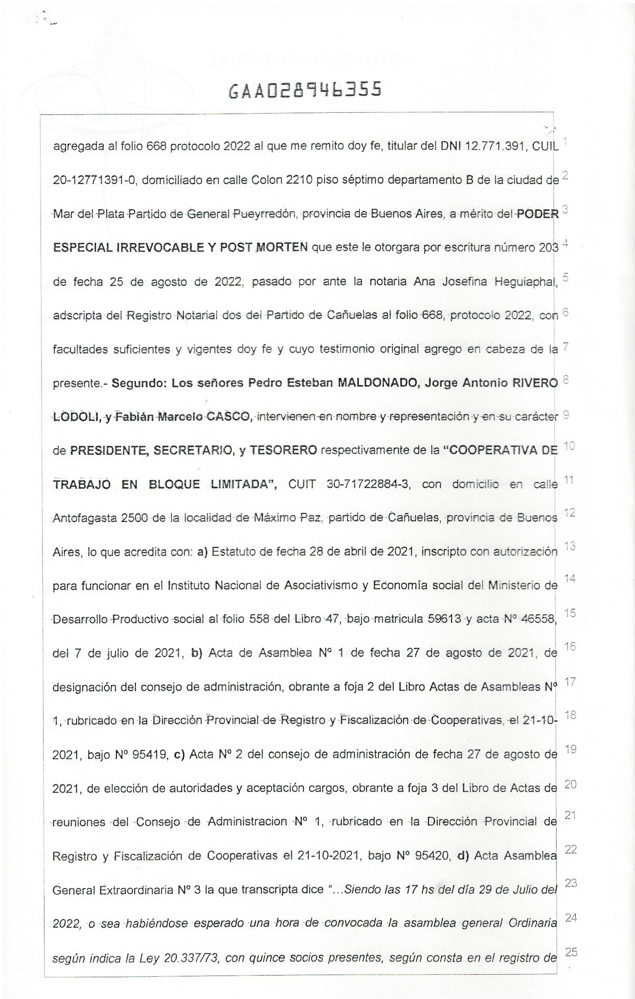 GAA028946355
agregada al folio 668 protocolo 2022 al que me remito doy fe, titular del DNI 12.771.391, CUIL 1
20-12771391-0, domiciliado en calle Colon 2210 piso séptimo departamento B de la ciudad de 2
Mar del Plata Partido de General Pueyrredón, provincia de Buenos Aires, a mérito del PODER 3
ESPECIAL IRREVOCABLE Y POST MORTEN que este le otorgara por escritura número 203 4
de fecha 25 de agosto de 2022, pasado por ante la notaria Ana Josefina Heguiaphal, 5
adscripta del Registro Notarial dos del Partido de Cañuelas al folio 668, protocolo 2022, con 6
facultades suficientes y vigentes doy fe y cuyo testimonio original agrego en cabeza de la 7
presente.- Segundo: Los señores Pedro Esteban MALDONADO, Jorge Antonio RIVERO 8
LODOLI, y Fabián Marcelo CASCO, intervienen en nombre y representación y en su carácter 9
de PRESIDENTE, SECRETARIO, y TESORERO respectivamente de la “COOPERATIVA DE 10
TRABAJO EN BLOQUE LIMITADA”, CUIT 30-71722884-3, con domicilio en calle 11
Antofagasta 2500 de la localidad de Máximo Paz, partido de Cañuelas, provincia de Buenos 12
Aires, lo que acredita con: a) Estatuto de fecha 28 de abril de 2021, inscripto con autorización 13
para funcionar en el Instituto Nacional de Asociativismo y Economía social del Ministerio de 14
Desarrollo Productivo social al folio 558 del Libro 47, bajo matricula 59613 y acta Nº 46558, 15
del 7 de julio de 2021, b) Acta de Asamblea Nº 1 de fecha 27 de agosto de 2021, de 16
designación del consejo de administración, obrante a foja 2 del Libro Actas de Asambleas Nº 17
1, rubricado en la Dirección Provincial de Registro y Fiscalización de Cooperativas, el 21-10- 18
2021, bajo Nº 95419, c) Acta Nº 2 del consejo de administración de fecha 27 de agosto de 19
2021, de elección de autoridades y aceptación cargos, obrante a foja 3 del Libro de Actas de 20
reuniones del Consejo de Administracion Nº 1, rubricado en la Dirección Provincial de 21
Registro y Fiscalización de Cooperativas el 21-10-2021, bajo Nº 95420, d) Acta Asamblea 22
General Extraordinaria Nº 3 la que transcripta dice “...Siendo las 17 hs del día 29 de Julio del 23
2022, o sea habiéndose esperado una hora de convocada la asamblea general Ordinaria 24
según indica la Ley 20.337/73, con quince socios presentes, según consta en el registro de 25